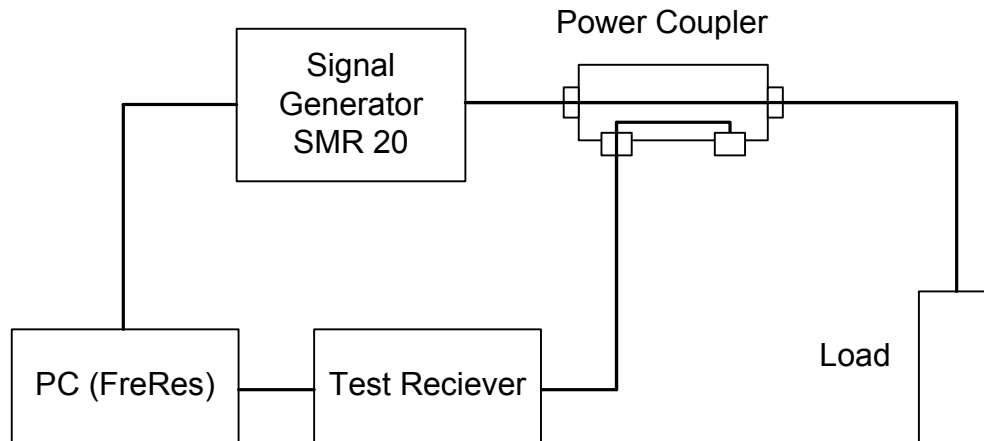 Power Coupler
Signal
Generator
SMR 20
PC (FreRes)
Test Reciever
Load